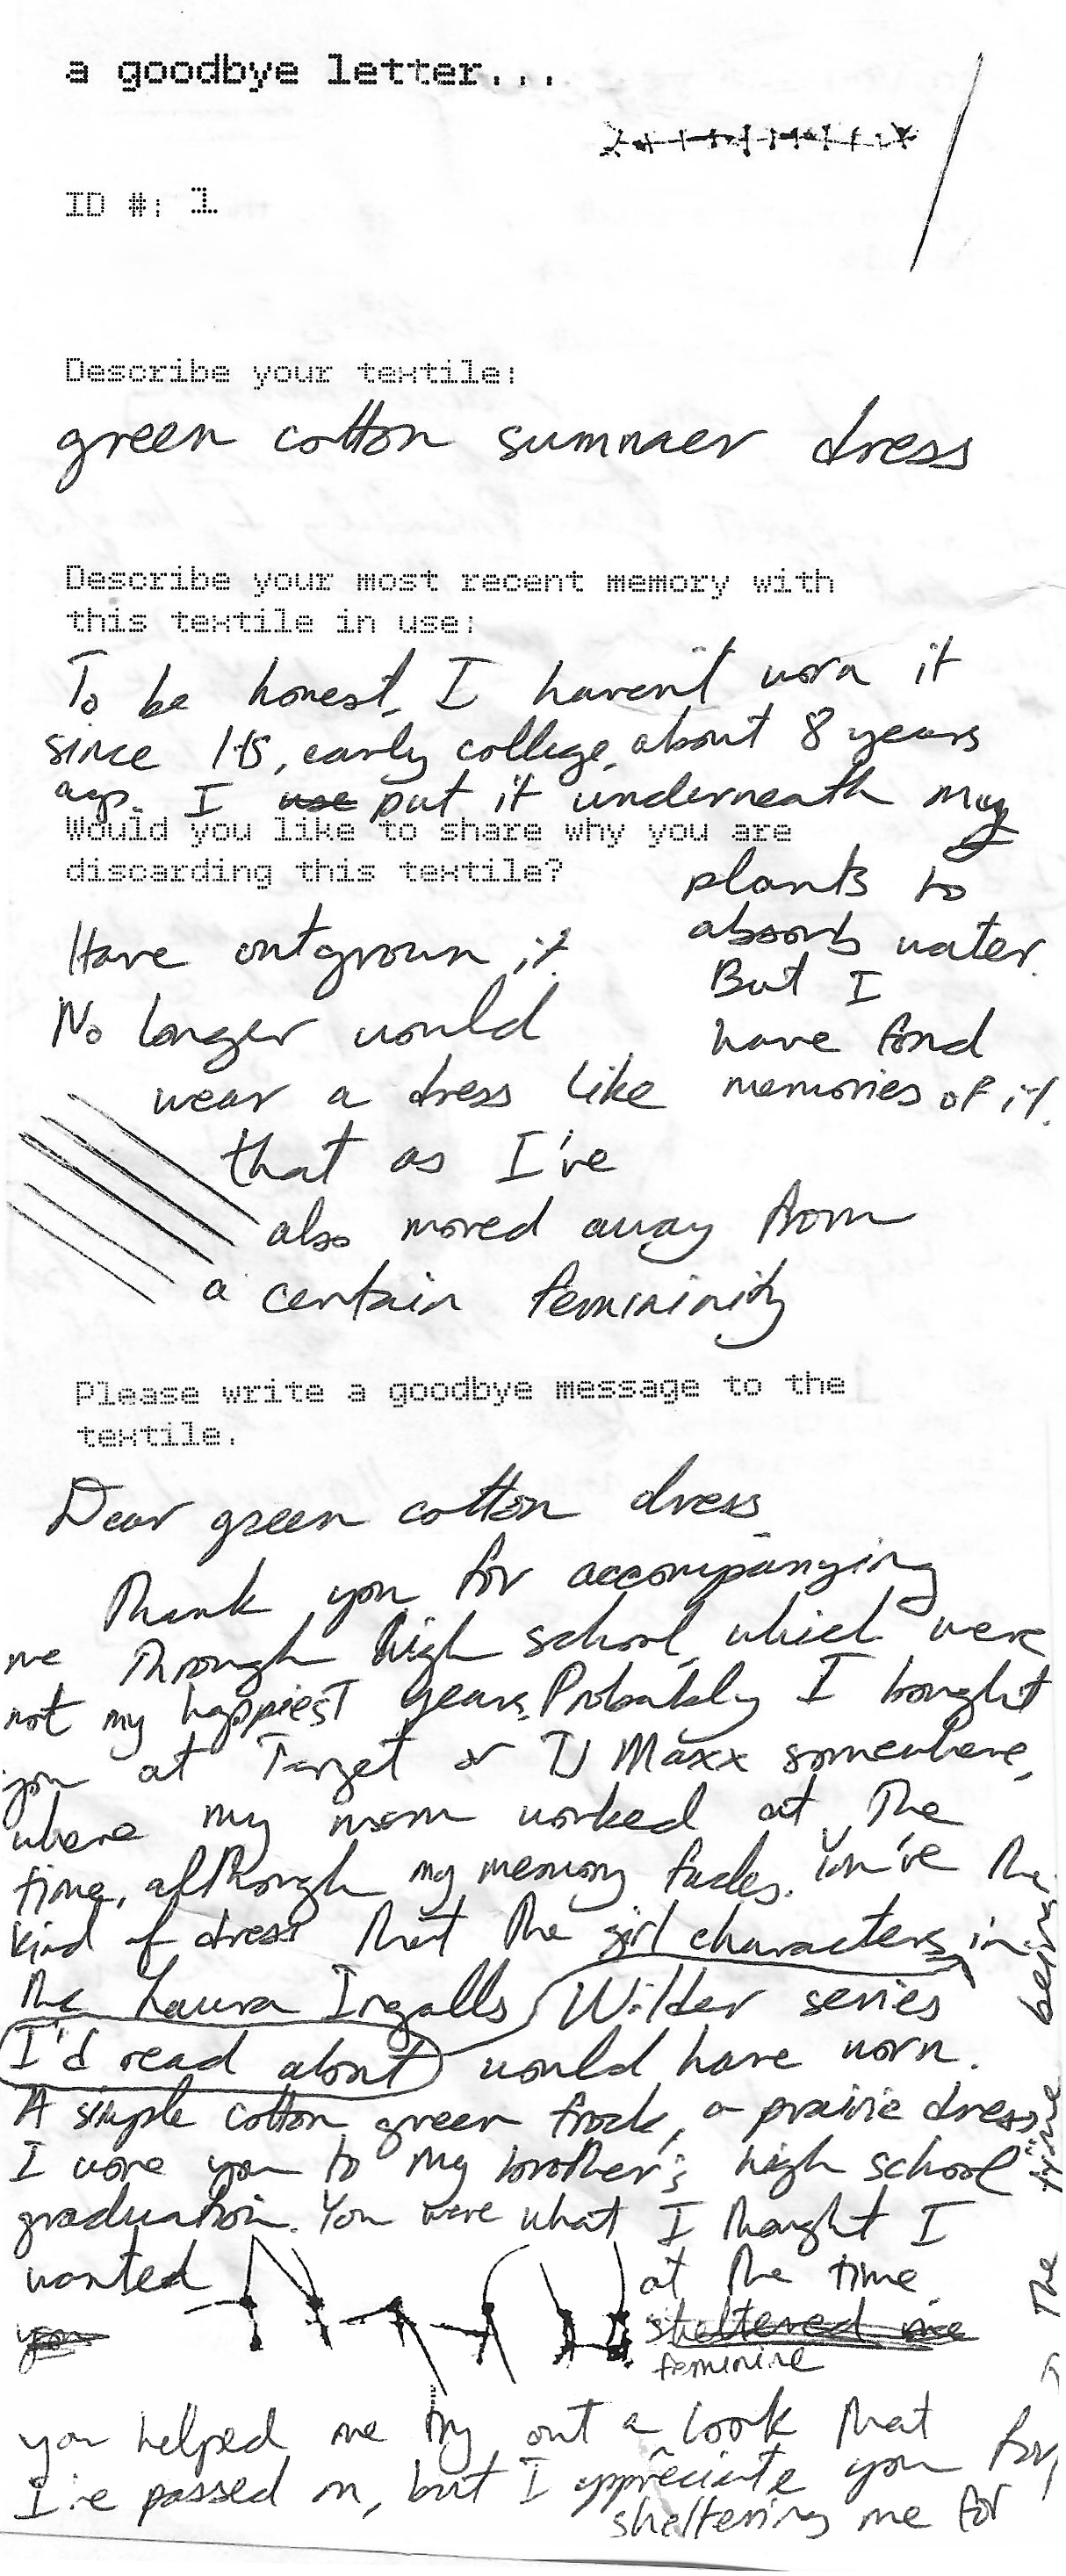 a goodbye letter...
ID #: 1
Describe your textile:
green cotton summer dress
Describe your most recent memory with
this textile in use:
To be honest, I haven't worn it
since HS, early college, about 8 years
ago. I use put it underneath my
plants to
absorb water.
But I
have fond
memories of it.
Would you like to share why you are
discarding this textile?
Have outgrown it.
No longer would
wear a dress like
that as I've
also moved away from
a certain femininity
Please write a goodbye message to the
textile.
Dear green cotton dress,
Thank you for accompanying
me through high school, which were
not my happiest years. Probably I bought
you at Target or TJ Maxx somewhere,
where my mom worked at the
time, although my memory fades. You're the
kind of dress that the girl characters in
the Laura Ingalls Wilder series
I'd read about would have worn.
A simple cotton green frock, a prairie dress
I wore you to my brother's high school
graduation. You were what I thought I
wanted at the time
you sheltered me
feminine
you helped me try out a look that
I've passed on, but I appreciate you for,
sheltering me for
the time being